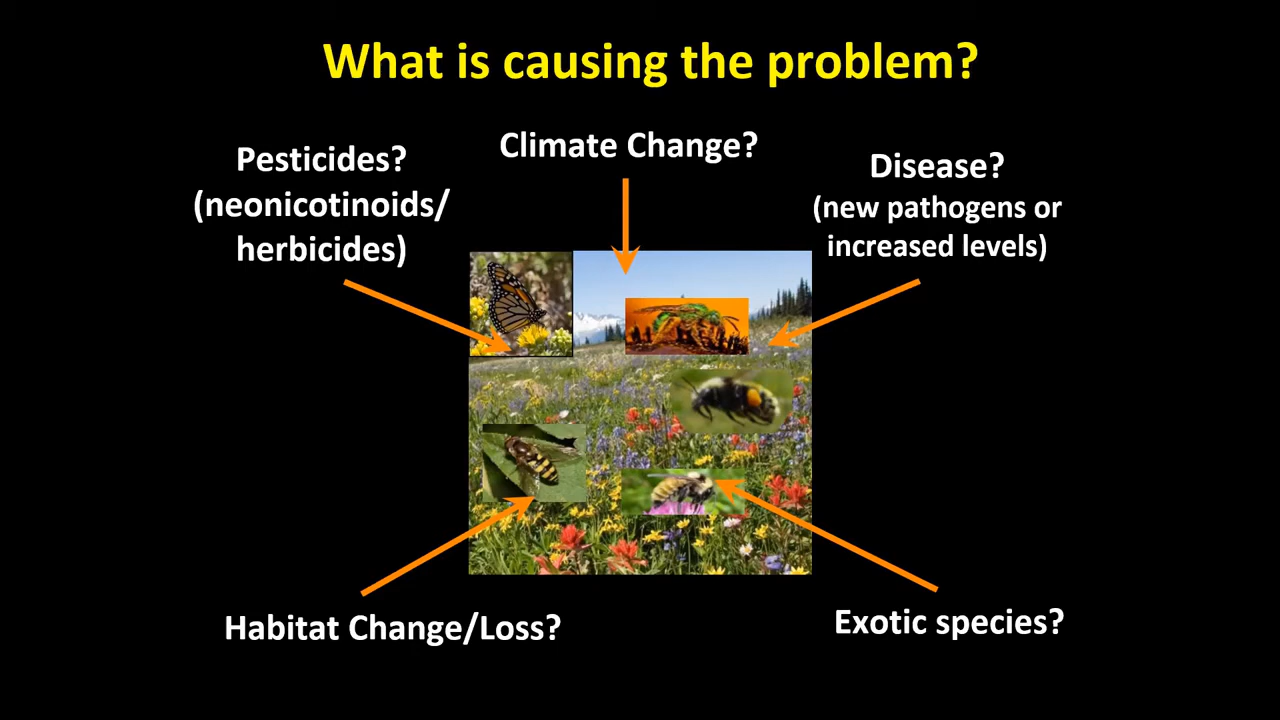 What is causing the problem?
Climate Change?
Pesticides?
(neonicotinoids/
herbicides)
Disease?
(new pathogens or
increased levels)
Habitat Change/Loss?
Exotic species?